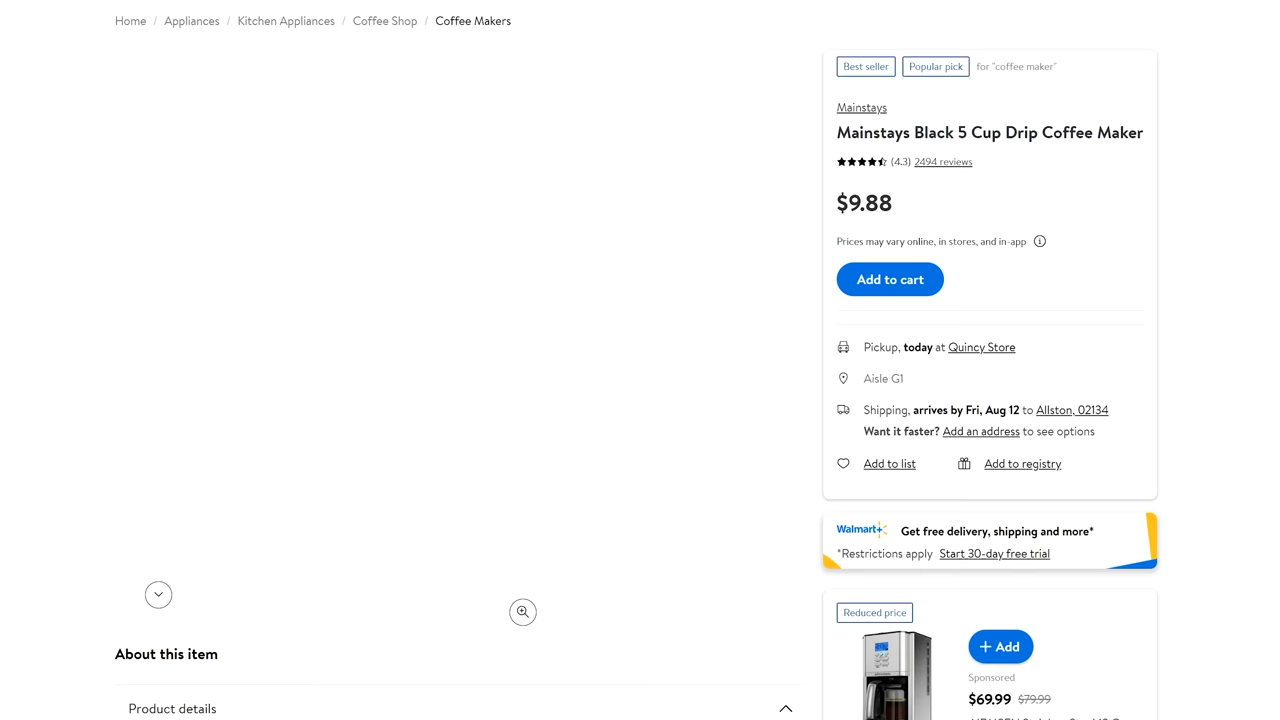 Home / Appliances / Kitchen Appliances / Coffee Shop / Coffee Makers
Best seller Popular pick for "coffee maker"
Mainstays
Mainstays Black 5 Cup Drip Coffee Maker
(4.3) 2494 reviews
$9.88
Prices may vary online, in stores, and in-app
Add to cart
Pickup, today at Quincy Store
Aisle G1
Shipping, arrives by Fri, Aug 12 to Allston, 02134
Want it faster? Add an address to see options
Add to list Add to registry
Walmart+ Get free delivery, shipping and more*
*Restrictions apply Start 30-day free trial
Reduced price
+ Add
Sponsored
$69.99 $79.99
About this item
Product details